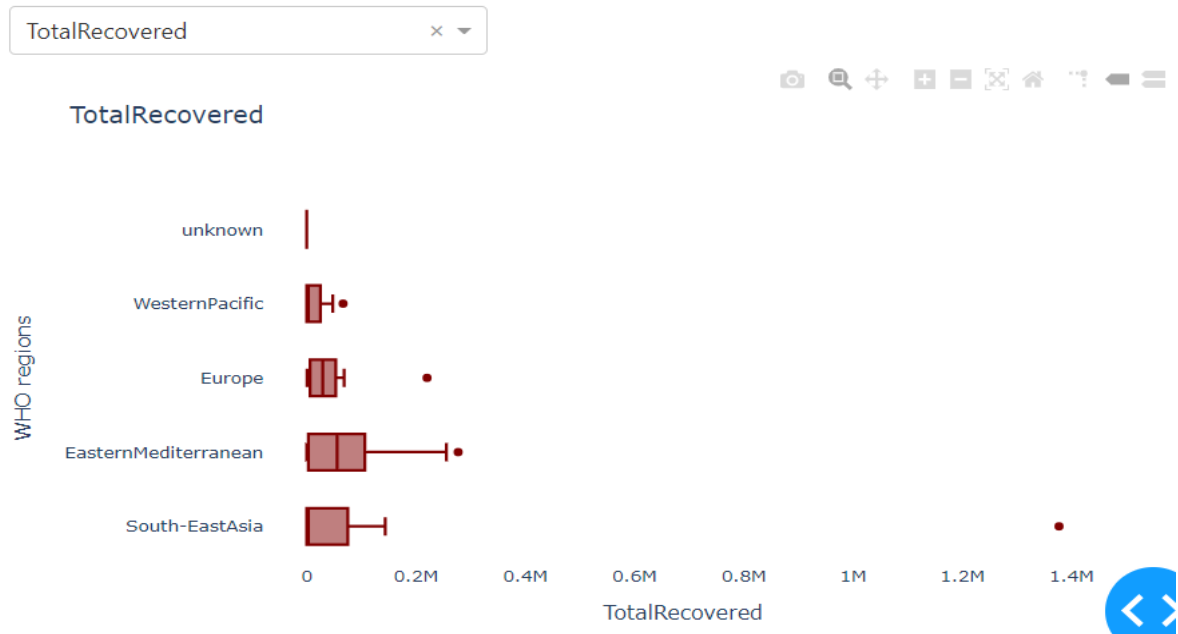 TotalRecovered
TotalRecovered
unknown
WesternPacific
Europe
EasternMediterranean
South-EastAsia
WHO regions
0 0.2M 0.4M 0.6M 0.8M 1M 1.2M 1.4M
TotalRecovered